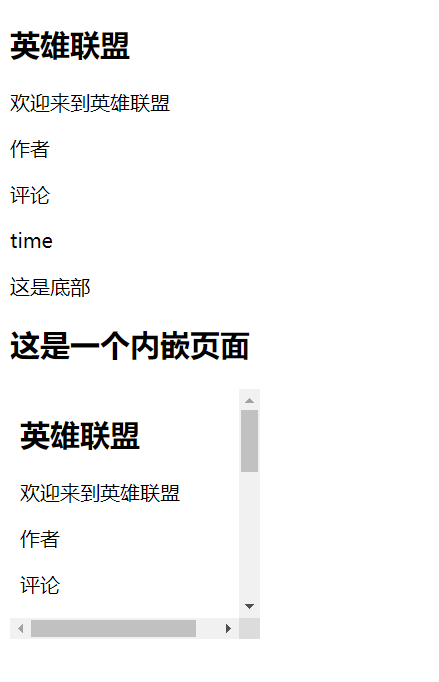 英雄联盟
欢迎来到英雄联盟
作者
评论
time
这是底部
这是一个内嵌页面
英雄联盟
欢迎来到英雄联盟
作者
评论